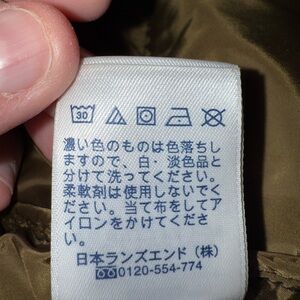 30
濃い色のものは色落ちし
ますので、白・淡色品と
分けて洗ってください。
柔軟剤は使用しないでく
ださい。当て布をしてア
イロンをかけてくださ
い。
日本ランズエンド（株）
0120-554-774